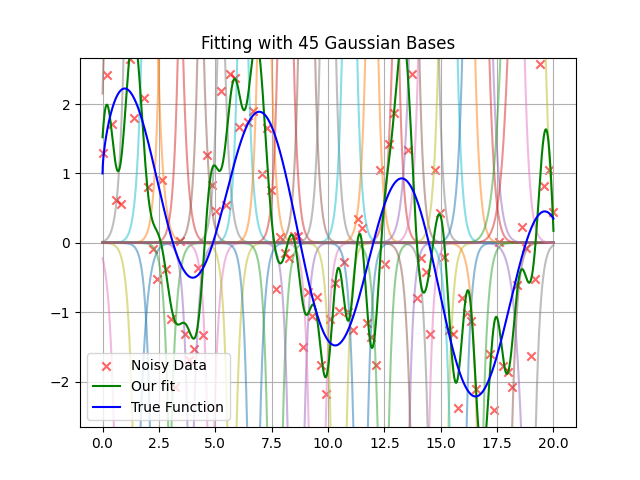 Fitting with 45 Gaussian Bases
2
1
0
−1
−2
Noisy Data
Our fit
True Function
0.0 2.5 5.0 7.5 10.0 12.5 15.0 17.5 20.0